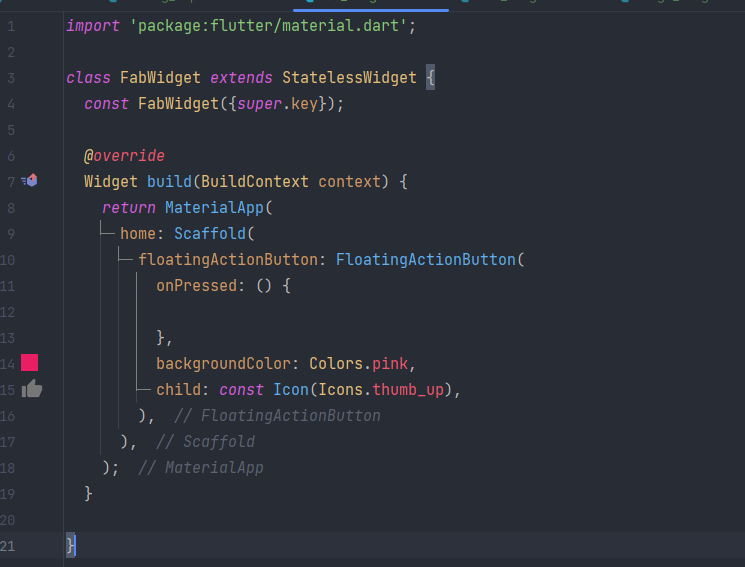 1 import 'package:flutter/material.dart';
2
3 class FabWidget extends StatelessWidget {
4 const FabWidget({super.key});
5
6 @override
7 Widget build(BuildContext context) {
8 return MaterialApp(
9 home: Scaffold(
10 floatingActionButton: FloatingActionButton(
11 onPressed: () {
12
13 },
14 backgroundColor: Colors.pink,
15 child: const Icon(Icons.thumb_up),
16 ), // FloatingActionButton
17 ), // Scaffold
18 ); // MaterialApp
19 }
20
21 }